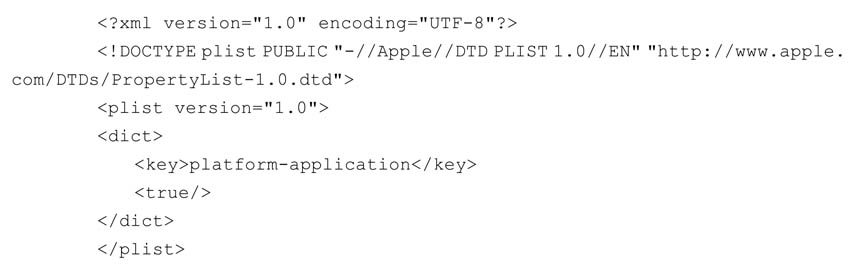 <?xml version="1.0" encoding="UTF-8"?>
<!DOCTYPE plist PUBLIC "-//Apple//DTD PLIST 1.0//EN" "http://www.apple.
com/DTDs/PropertyList-1.0.dtd">
<plist version="1.0">
<dict>
<key>platform-application</key>
<true/>
</dict>
</plist>